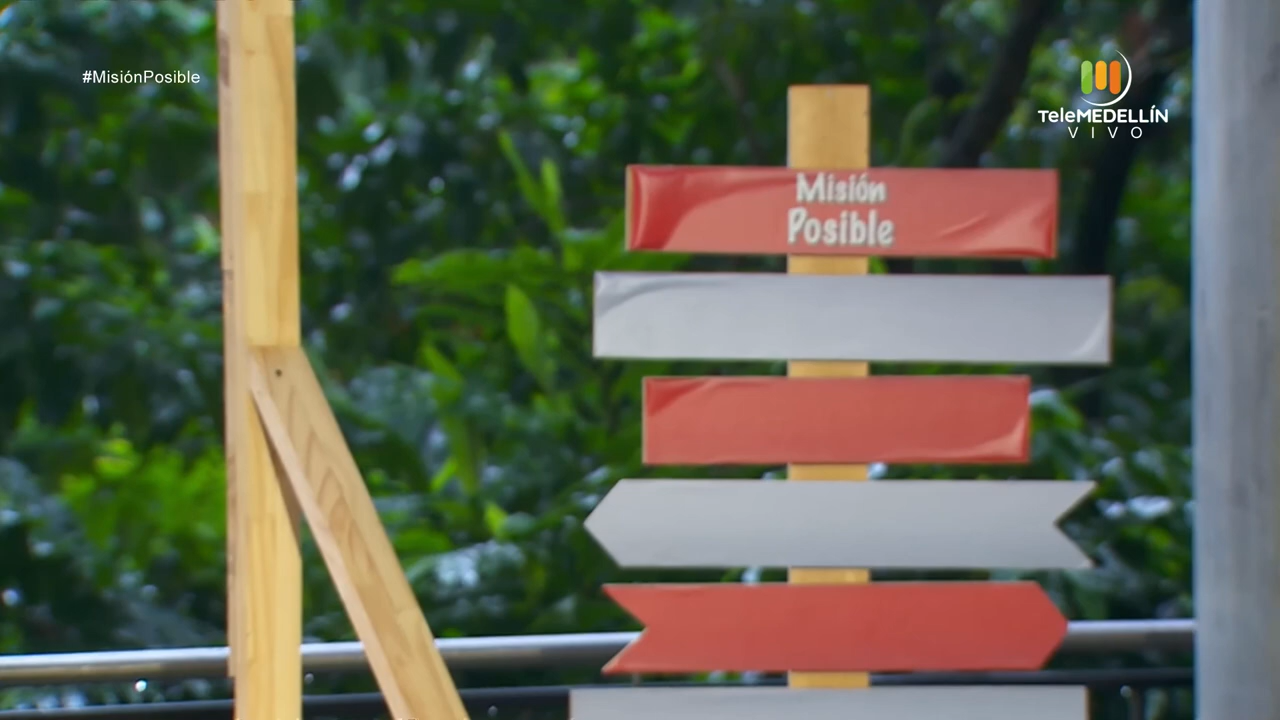 #MisiónPosible
TeleMEDELLÍN
VIVO
Misión
Posible